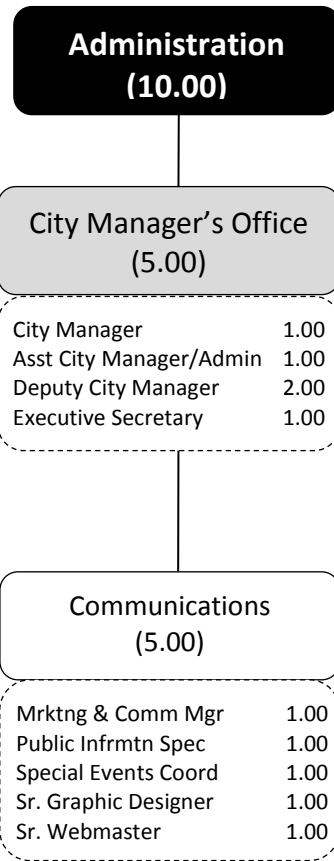 Administration
(10.00)
City Manager’s Office
(5.00)
City Manager 1.00
Asst City Manager/Admin 1.00
Deputy City Manager 2.00
Executive Secretary 1.00
Communications
(5.00)
Mrktng & Comm Mgr 1.00
Public Infrmtn Spec 1.00
Special Events Coord 1.00
Sr. Graphic Designer 1.00
Sr. Webmaster 1.00